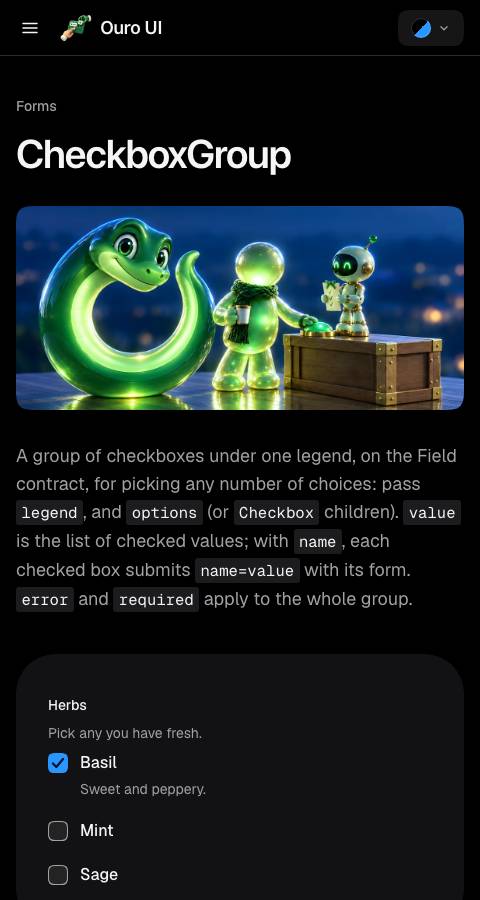 Ouro UI
Forms
CheckboxGroup
A group of checkboxes under one legend, on the Field
contract, for picking any number of choices: pass
legend, and options (or Checkbox children). value
is the list of checked values; with name, each
checked box submits name=value with its form.
error and required apply to the whole group.
Herbs
Pick any you have fresh.
Basil
Sweet and peppery.
Mint
Sage